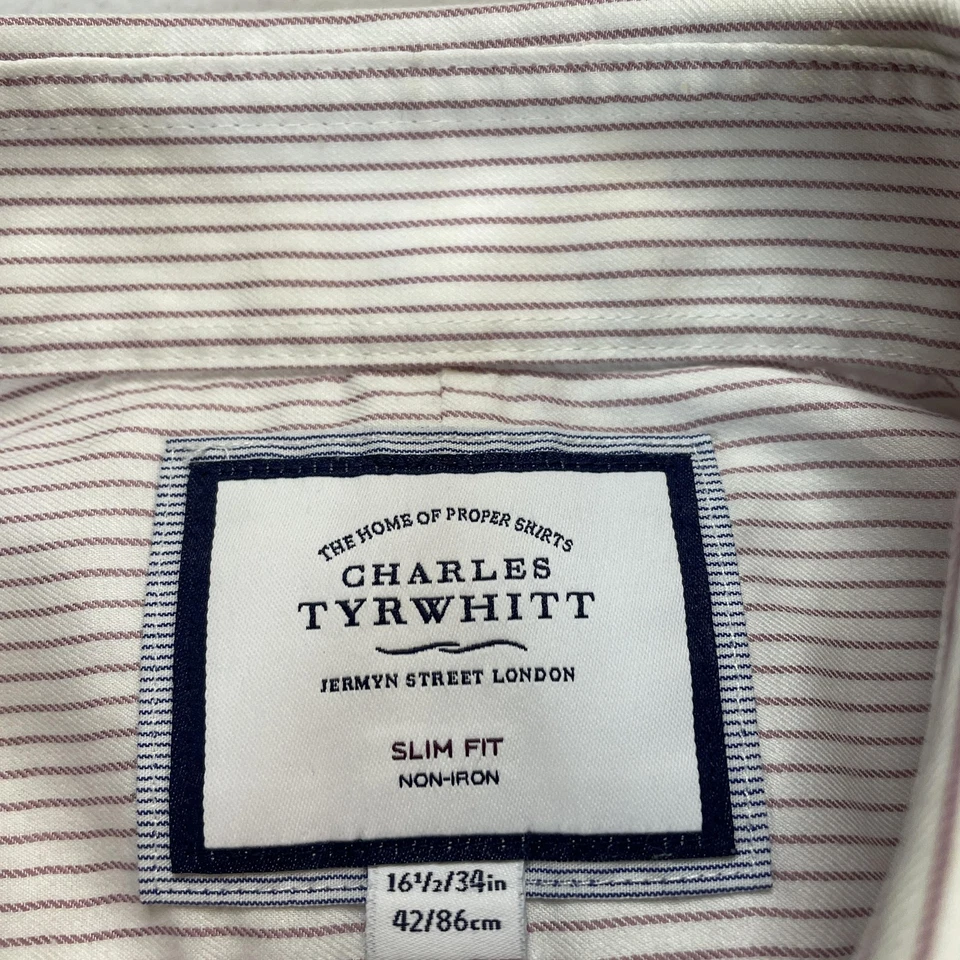 THE HOME OF PROPER SHIRTS
CHARLES
TYRWHITT
JERMYN STREET LONDON
SLIM FIT
NON-IRON
16½/34in
42/86cm